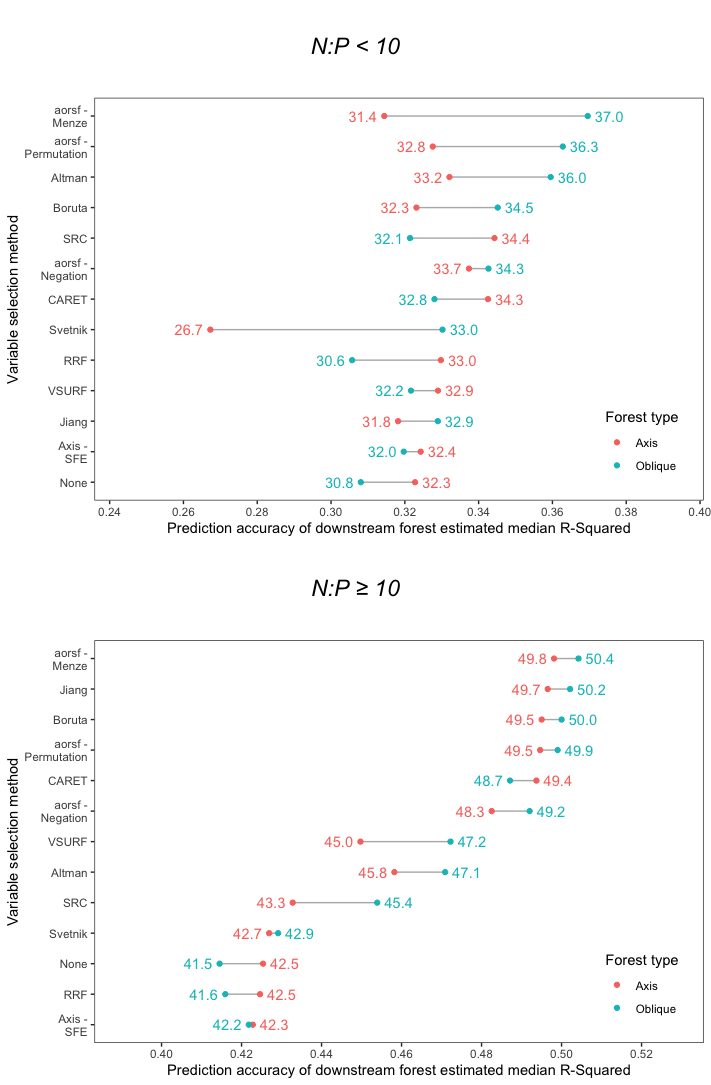 N:P < 10
aorsf -
Menze
31.4
37.0
aorsf -
Permutation
32.8
36.3
Altman
33.2
36.0
Boruta
32.3
34.5
SRC
32.1
34.4
aorsf -
Negation
33.7
34.3
CARET
32.8
34.3
Svetnik
26.7
33.0
RRF
30.6
33.0
VSURF
32.2
32.9
Jiang
31.8
32.9
Axis -
SFE
32.0
32.4
None
30.8
32.3
Variable selection method
Forest type
Axis
Oblique
0.24 0.26 0.28 0.30 0.32 0.34 0.36 0.38 0.40
Prediction accuracy of downstream forest estimated median R-Squared
N:P ≥ 10
aorsf -
Menze
49.8
50.4
Jiang
49.7
50.2
Boruta
49.5
50.0
aorsf -
Permutation
49.5
49.9
CARET
48.7
49.4
aorsf -
Negation
48.3
49.2
VSURF
45.0
47.2
Altman
45.8
47.1
SRC
43.3
45.4
Svetnik
42.7
42.9
None
41.5
42.5
RRF
41.6
42.5
Axis -
SFE
42.2
42.3
Variable selection method
Forest type
Axis
Oblique
0.40 0.42 0.44 0.46 0.48 0.50 0.52
Prediction accuracy of downstream forest estimated median R-Squared